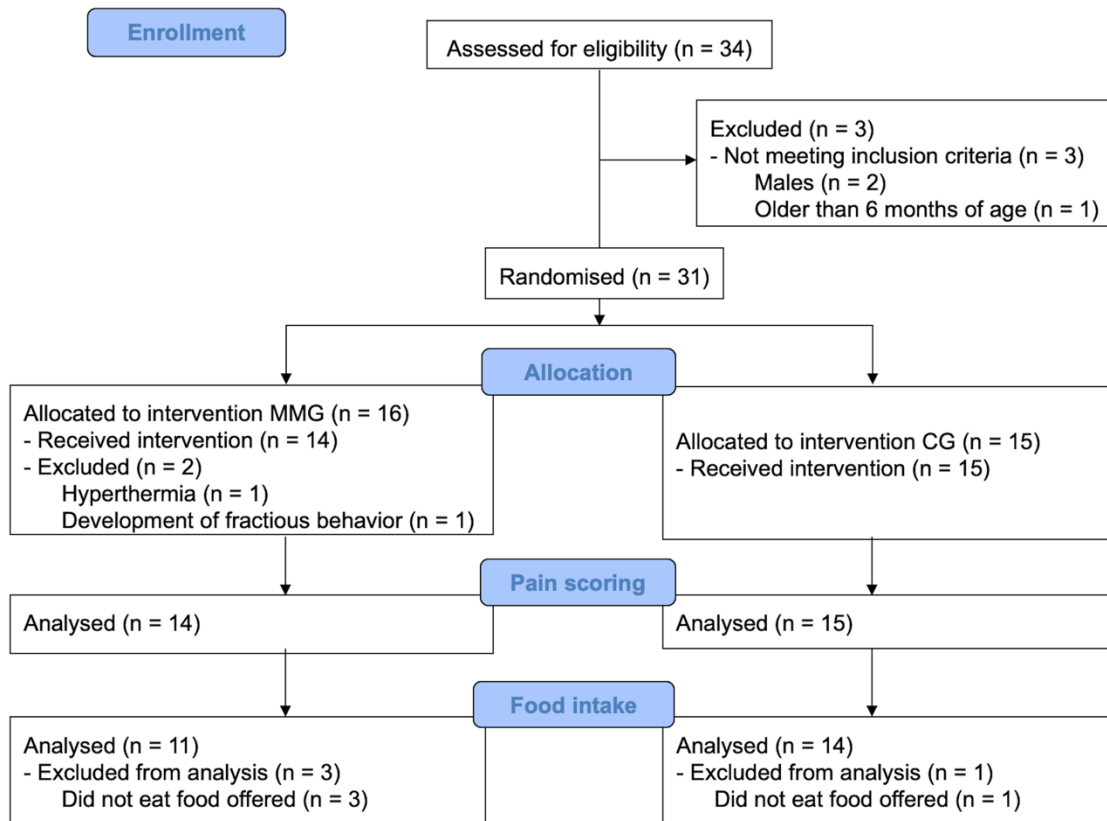 Enrollment
Assessed for eligibility (n = 34)
Excluded (n = 3)
- Not meeting inclusion criteria (n = 3)
Males (n = 2)
Older than 6 months of age (n = 1)
Randomised (n = 31)
Allocation
Allocated to intervention MMG (n = 16)
- Received intervention (n = 14)
- Excluded (n = 2)
Hyperthermia (n = 1)
Development of fractious behavior (n = 1)
Allocated to intervention CG (n = 15)
- Received intervention (n = 15)
Pain scoring
Analysed (n = 14)
Analysed (n = 15)
Food intake
Analysed (n = 11)
- Excluded from analysis (n = 3)
Did not eat food offered (n = 3)
Analysed (n = 14)
- Excluded from analysis (n = 1)
Did not eat food offered (n = 1)